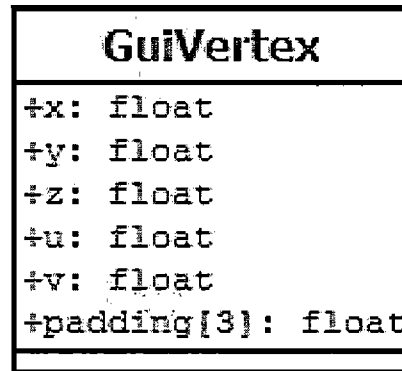 GuiVertex
+x: float
+y: float
+z: float
+u: float
+v: float
+padding[3]: float